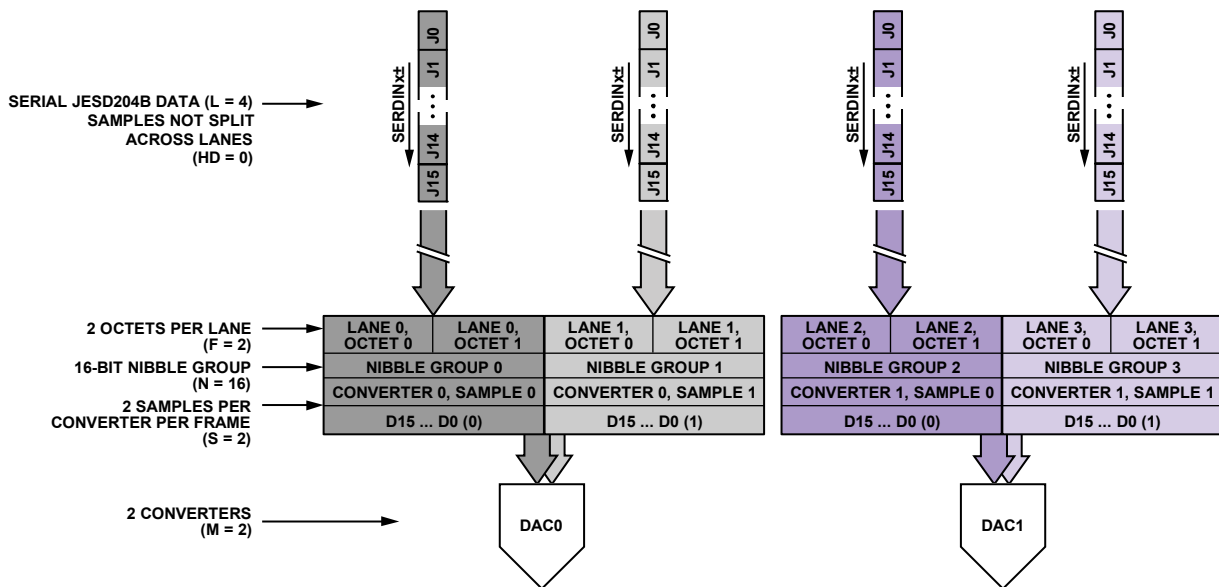 J0
J1
J14
J15
SERDINx±
J0
J1
J14
J15
SERDINx±
J0
J1
J14
J15
SERDINx±
J0
J1
J14
J15
SERDINx±
SERIAL JESD204B DATA (L = 4)
SAMPLES NOT SPLIT
ACROSS LANES
(HD = 0)
2 OCTETS PER LANE
(F = 2)
LANE 0,
OCTET 0
LANE 0,
OCTET 1
LANE 1,
OCTET 0
LANE 1,
OCTET 1
LANE 2,
OCTET 0
LANE 2,
OCTET 1
LANE 3,
OCTET 0
LANE 3,
OCTET 1
16-BIT NIBBLE GROUP
(N = 16)
NIBBLE GROUP 0
NIBBLE GROUP 1
NIBBLE GROUP 2
NIBBLE GROUP 3
2 SAMPLES PER
CONVERTER PER FRAME
(S = 2)
CONVERTER 0, SAMPLE 0
CONVERTER 0, SAMPLE 1
CONVERTER 1, SAMPLE 0
CONVERTER 1, SAMPLE 1
D15 ... D0 (0)
D15 ... D0 (1)
D15 ... D0 (0)
D15 ... D0 (1)
2 CONVERTERS
(M = 2)
DAC0
DAC1